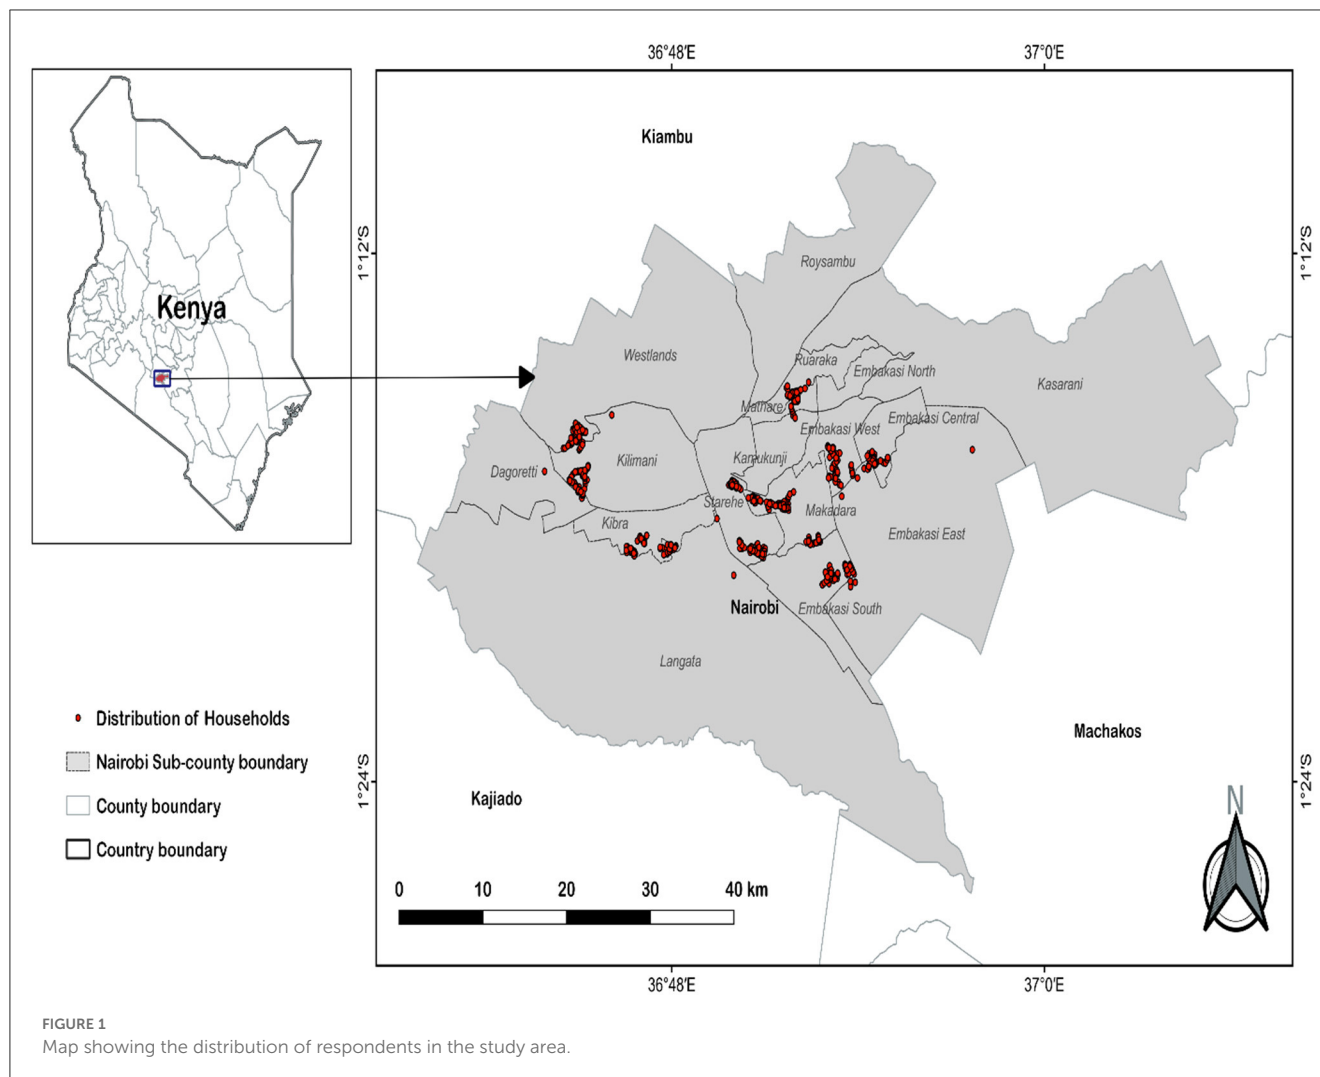 36°48'E
37°0'E
Kiambu
1°12'S
1°12'S
Roysambu
Kenya
Westlands
Ruaraka
Embakasi North
Kasarani
Mathare
Embakasi Central
Embakasi West
Kamukunji
Kilimani
Dagoretti
Starehe
Makadara
Kibra
Embakasi East
Nairobi
Embakasi South
Langata
Distribution of Households
Machakos
Nairobi Sub-county boundary
1°24'S
1°24'S
Kajiado
N
County boundary
Country boundary
0 10 20 30 40 km
36°48'E
37°0'E
FIGURE 1
Map showing the distribution of respondents in the study area.